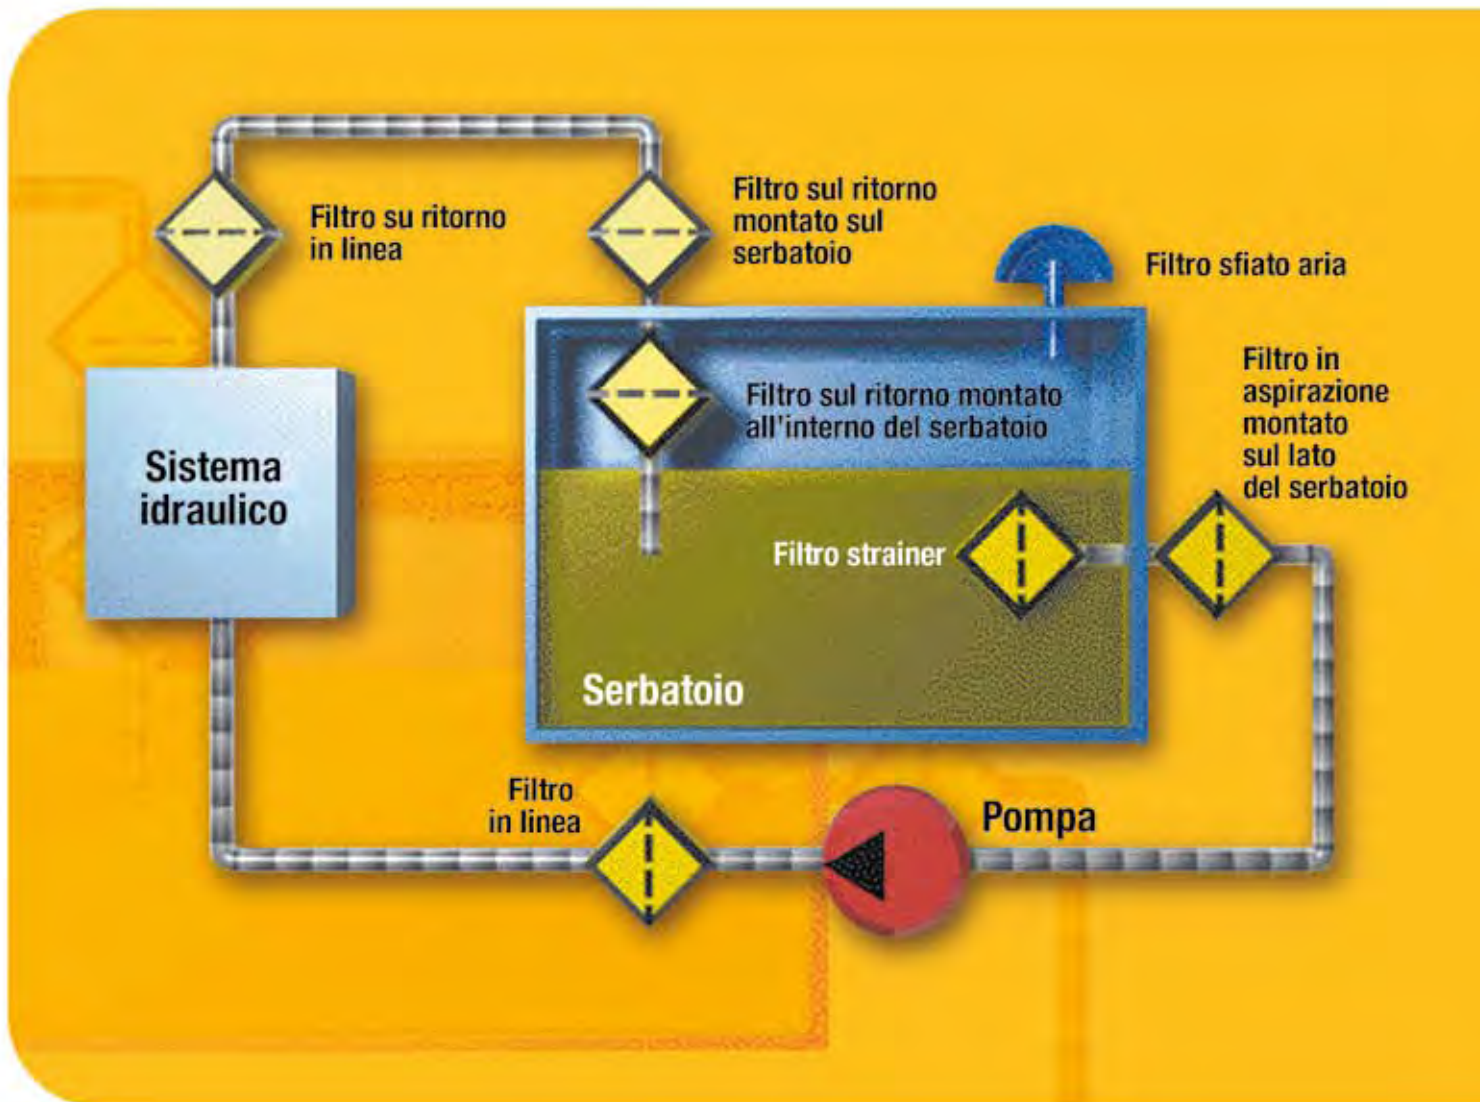 Filtro su ritorno
in linea
Filtro sul ritorno
montato sul
serbatoio
Filtro sfiato aria
Filtro in
aspirazione
montato
sul lato
del serbatoio
Filtro sul ritorno montato
all'interno del serbatoio
Sistema
idraulico
Filtro strainer
Serbatoio
Filtro
in linea
Pompa